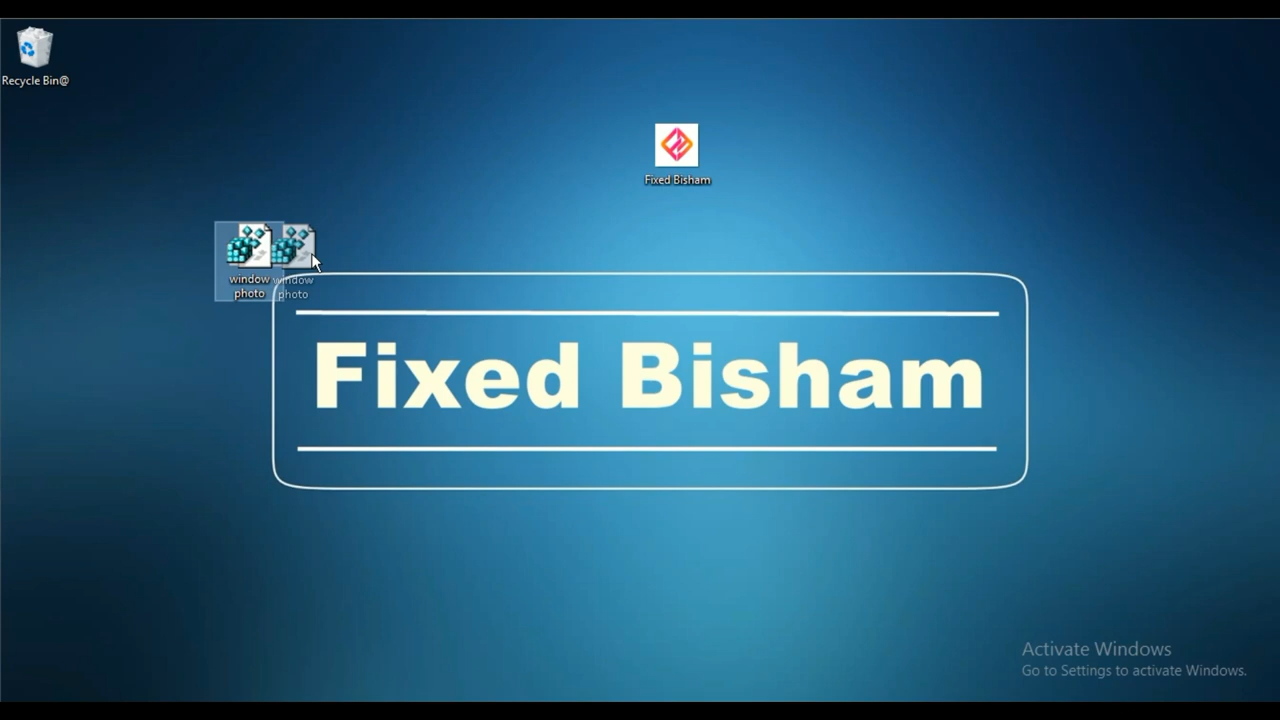 Recycle Bin@
Fixed Bisham
window
photo
window
photo
Fixed Bisham
Activate Windows
Go to Settings to activate Windows.